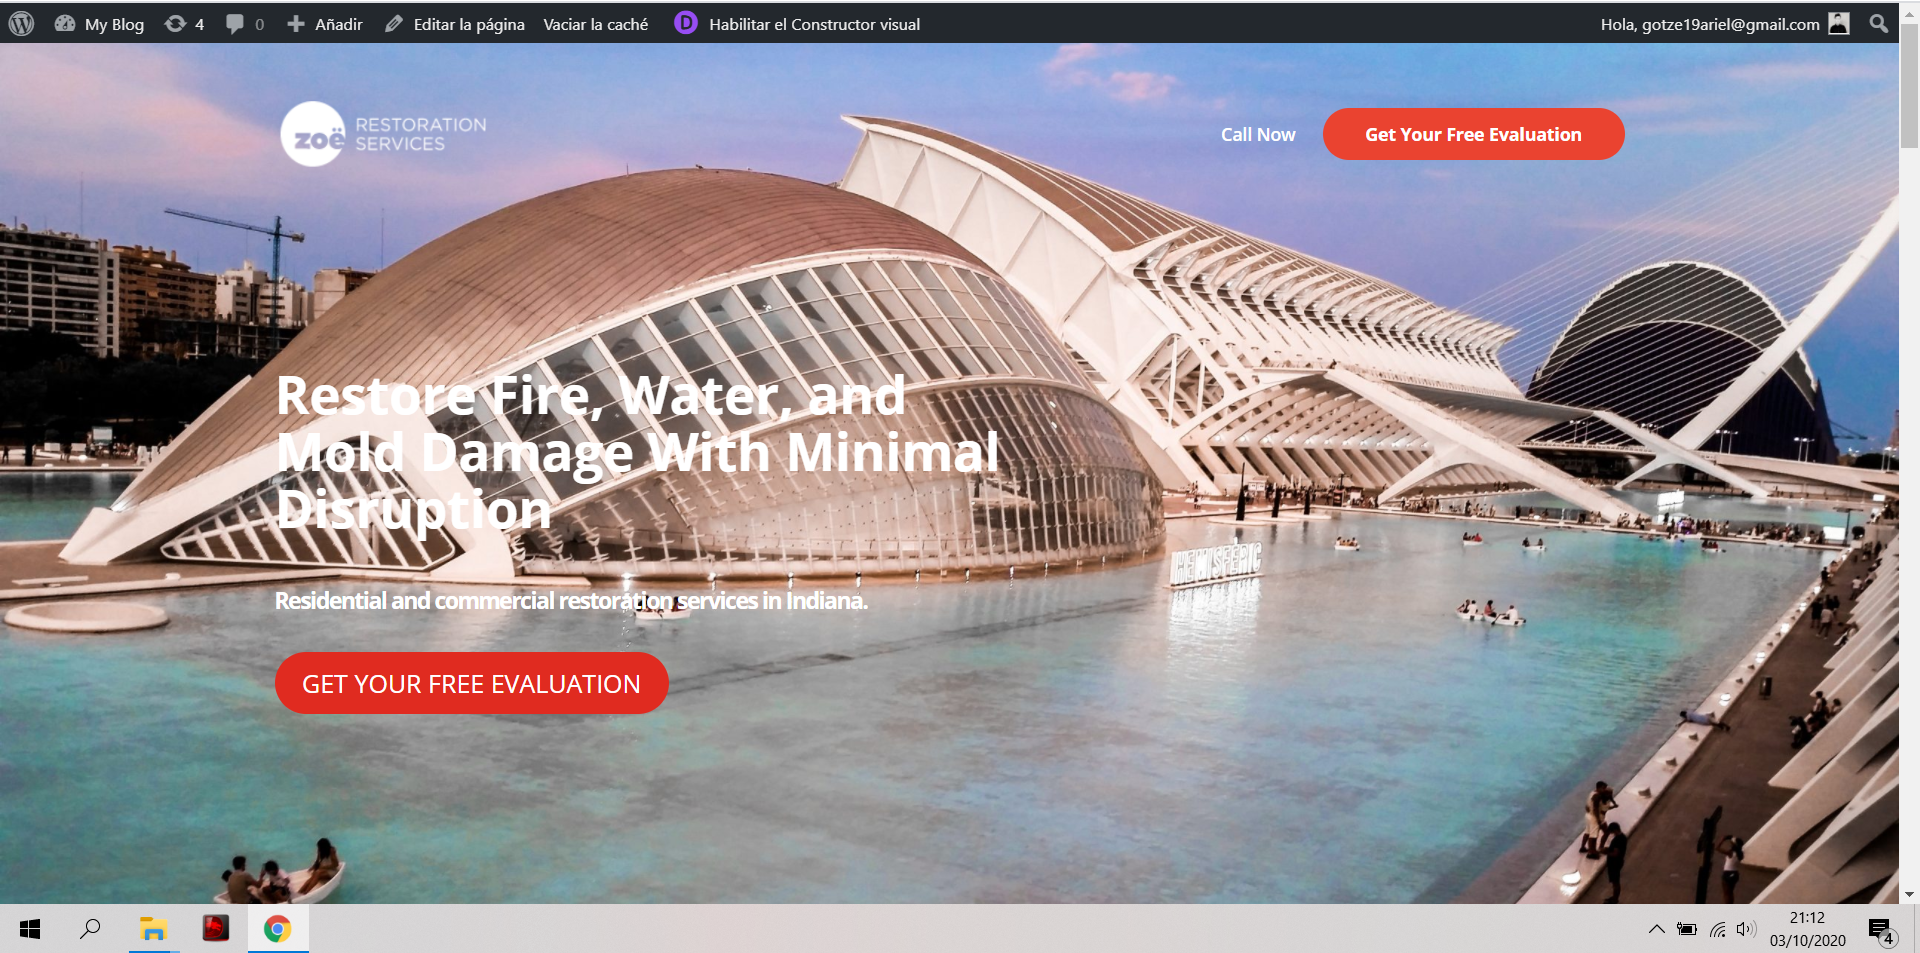 My Blog 4 0 Añadir Editar la página Vaciar la caché D Habilitar el Constructor visual Hola, gotze19ariel@gmail.com
zoë RESTORATION
SERVICES
Call Now Get Your Free Evaluation
Restore Fire, Water, and
Mold Damage With Minimal
Disruption
HEMISFÈRIC
Residential and commercial restoration services in Indiana.
GET YOUR FREE EVALUATION
21:12
03/10/2020
4